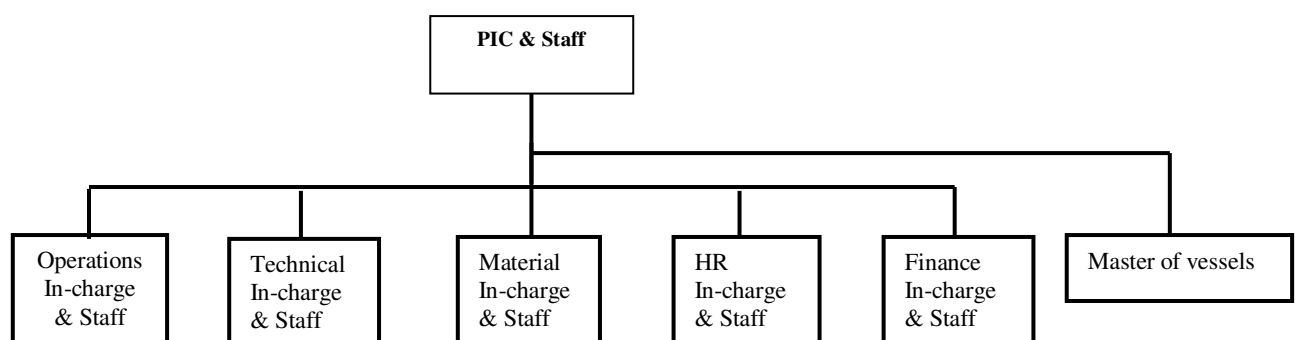 PIC & Staff
Operations
In-charge
& Staff
Technical
In-charge
& Staff
Material
In-charge
& Staff
HR
In-charge
& Staff
Finance
In-charge
& Staff
Master of vessels